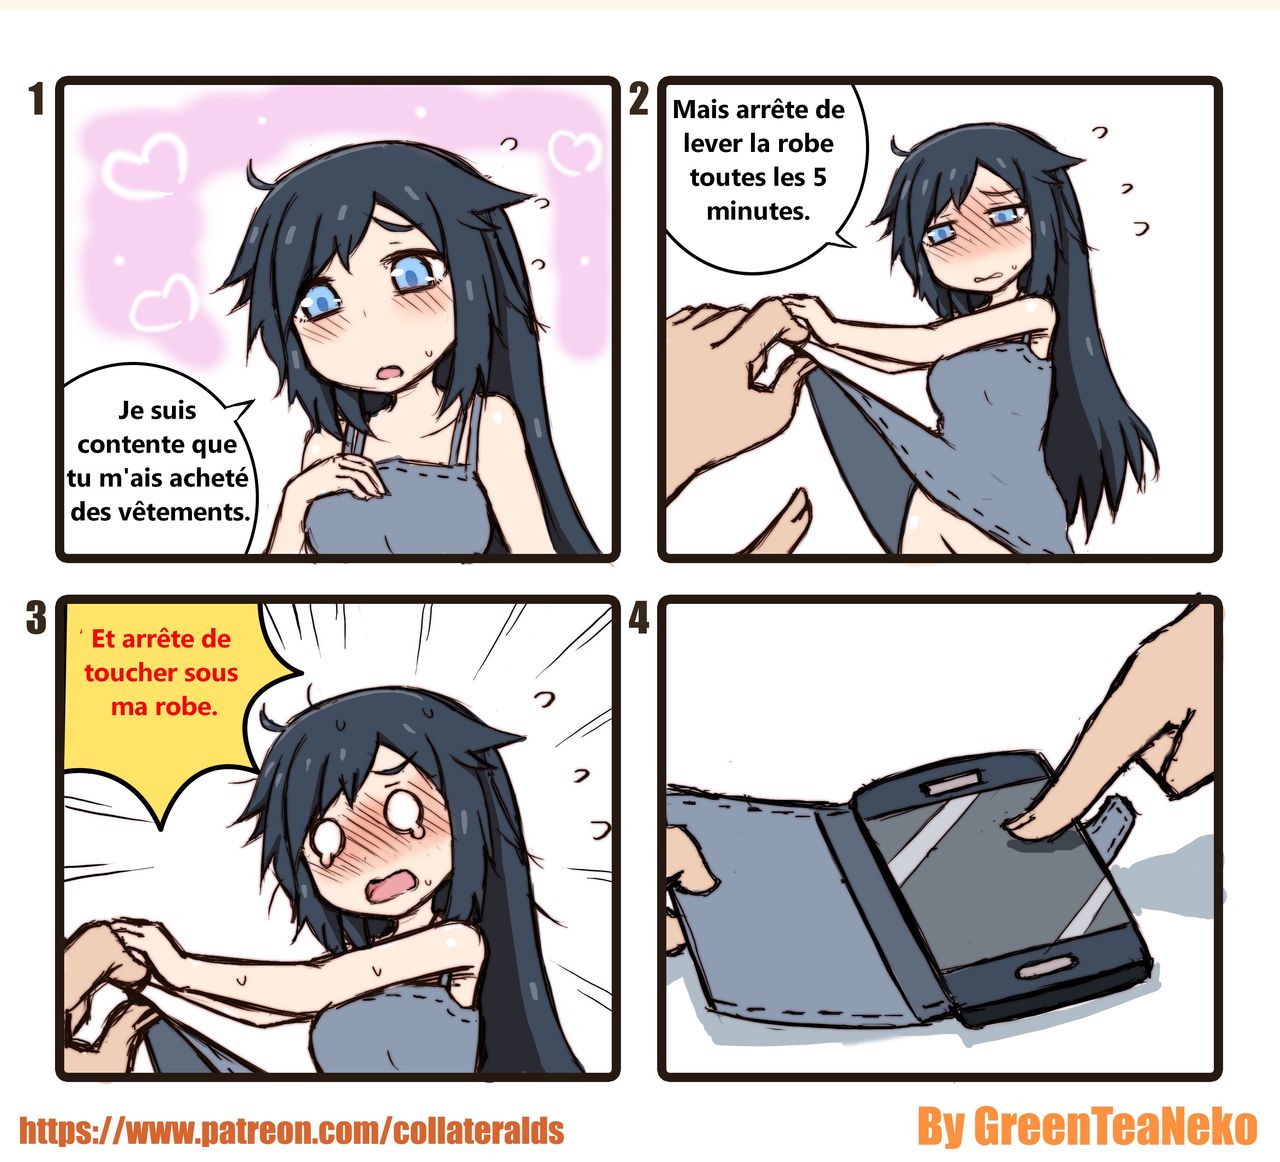 1
Je suis
contente que
tu m'ais acheté
des vêtements.
2
Mais arrête de
lever la robe
toutes les 5
minutes.
3
Et arrête de
toucher sous
ma robe.
4
https://www.patreon.com/collateralds
By GreenTeaNeko